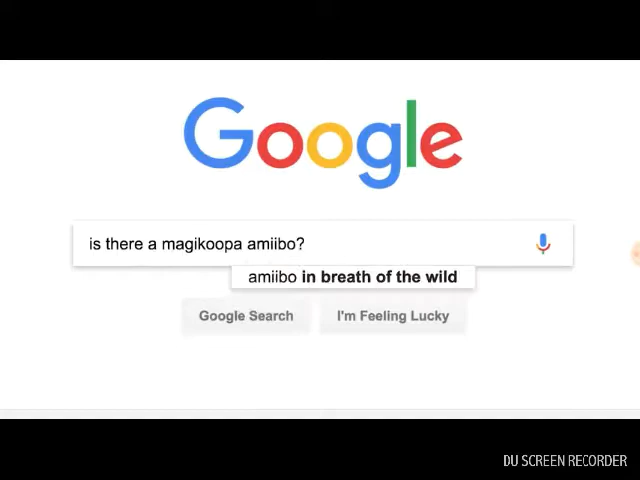 Google
is there a magikoopa amiibo?
amiibo in breath of the wild
Google Search
I'm Feeling Lucky
DU SCREEN RECORDER